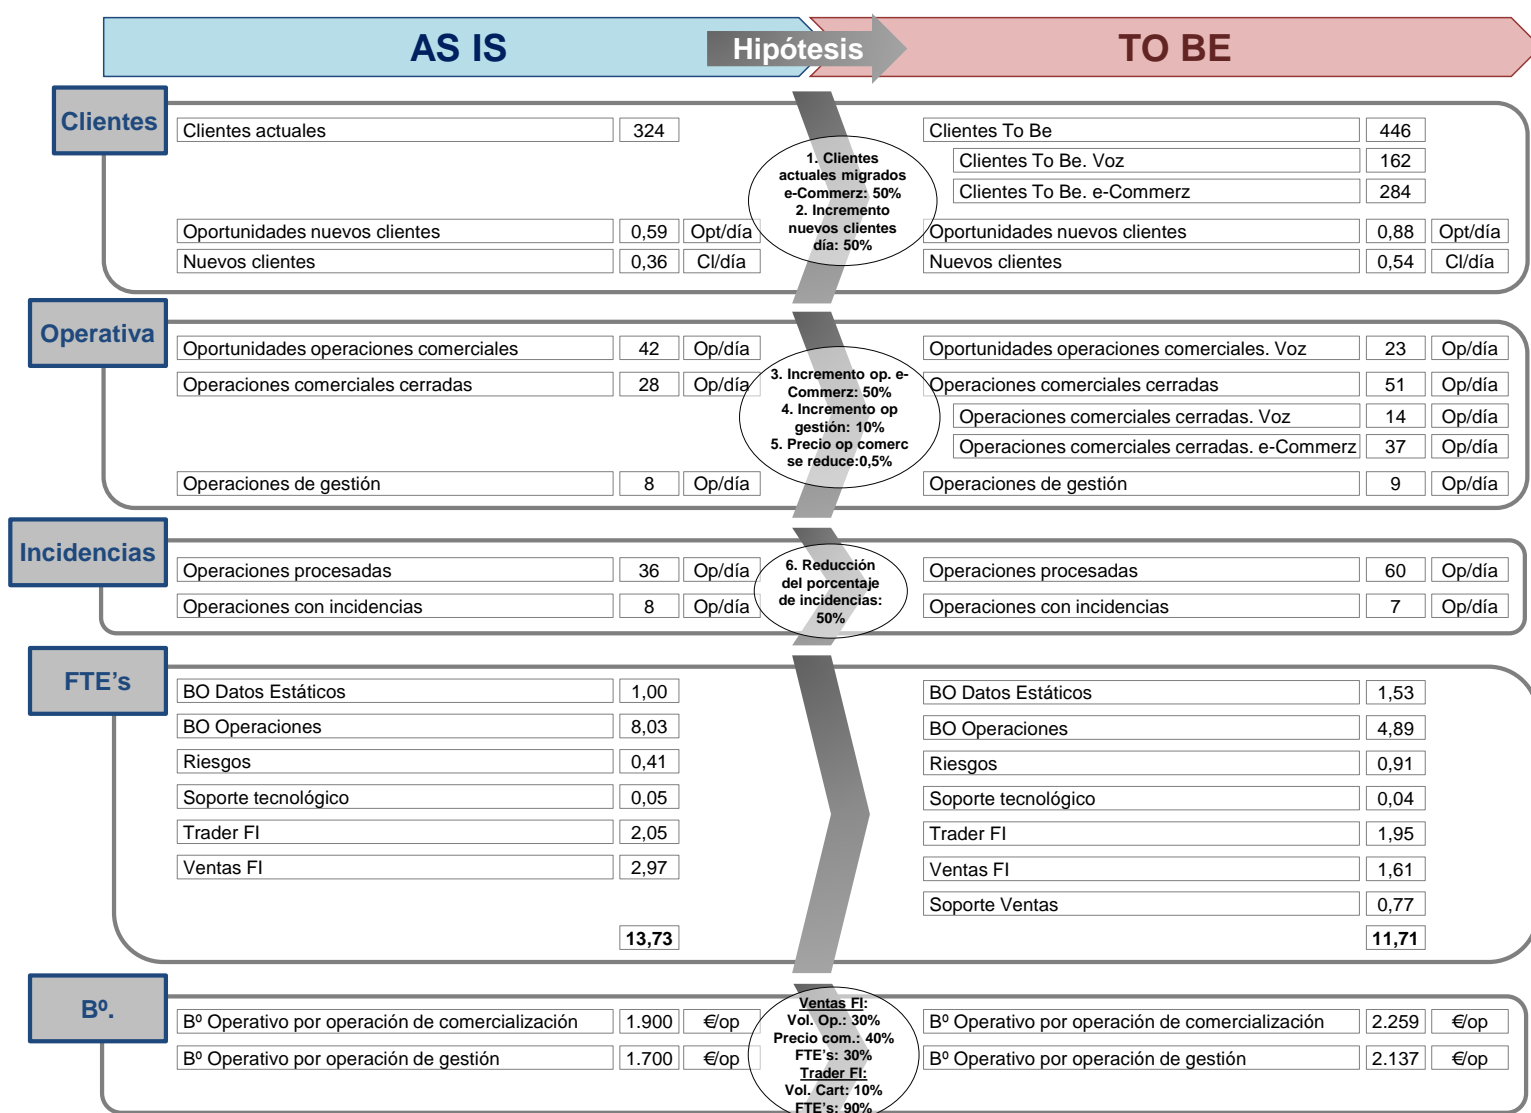 AS IS
Hipótesis
TO BE
Clientes
Clientes actuales 324
Oportunidades nuevos clientes 0,59 Opt/día
Nuevos clientes 0,36 Cl/día
1. Clientes
actuales migrados
e-Commerz: 50%
2. Incremento
nuevos clientes
día: 50%
Clientes To Be 446
Clientes To Be. Voz 162
Clientes To Be. e-Commerz 284
Oportunidades nuevos clientes 0,88 Opt/día
Nuevos clientes 0,54 Cl/día
Operativa
Oportunidades operaciones comerciales 42 Op/día
Operaciones comerciales cerradas 28 Op/día
Operaciones de gestión 8 Op/día
3. Incremento op. e-
Commerz: 50%
4. Incremento op
gestión: 10%
5. Precio op comerc
se reduce:0,5%
Oportunidades operaciones comerciales. Voz 23 Op/día
Operaciones comerciales cerradas 51 Op/día
Operaciones comerciales cerradas. Voz 14 Op/día
Operaciones comerciales cerradas. e-Commerz 37 Op/día
Operaciones de gestión 9 Op/día
Incidencias
Operaciones procesadas 36 Op/día
Operaciones con incidencias 8 Op/día
6. Reducción
del porcentaje
de incidencias:
50%
Operaciones procesadas 60 Op/día
Operaciones con incidencias 7 Op/día
FTE's
BO Datos Estáticos 1,00
BO Operaciones 8,03
Riesgos 0,41
Soporte tecnológico 0,05
Trader FI 2,05
Ventas FI 2,97
13,73
BO Datos Estáticos 1,53
BO Operaciones 4,89
Riesgos 0,91
Soporte tecnológico 0,04
Trader FI 1,95
Ventas FI 1,61
Soporte Ventas 0,77
11,71
Bº.
Bº Operativo por operación de comercialización 1.900 €/op
Bº Operativo por operación de gestión 1.700 €/op
Ventas FI:
Vol. Op.: 30%
Precio com.: 40%
FTE's: 30%
Trader FI:
Vol. Cart: 10%
FTE's: 90%
Bº Operativo por operación de comercialización 2.259 €/op
Bº Operativo por operación de gestión 2.137 €/op